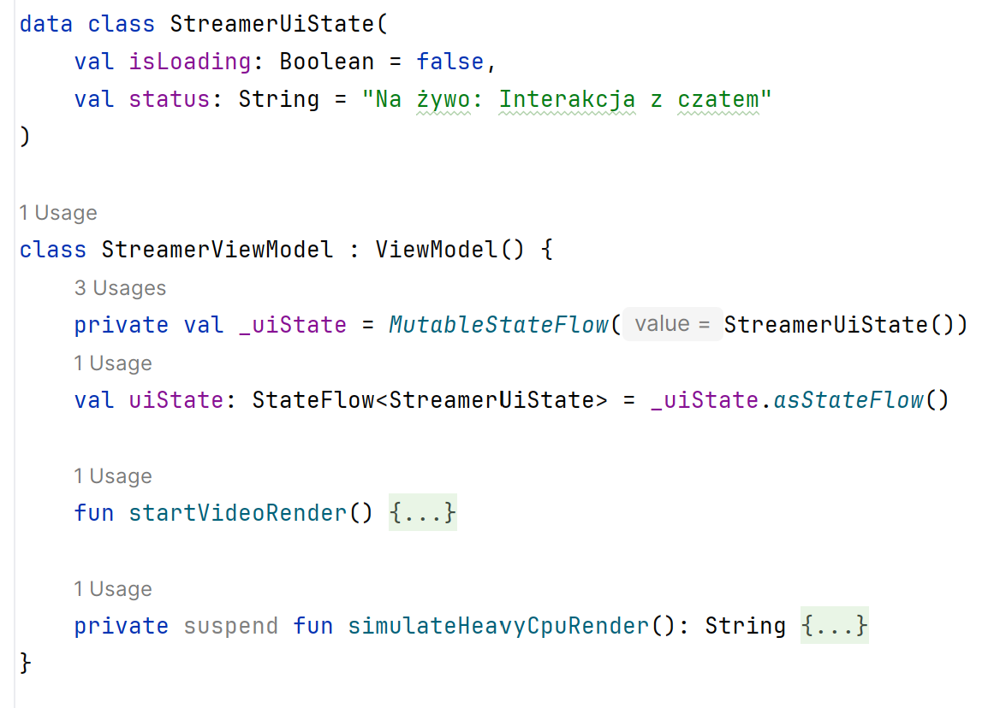 data class StreamerUiState(
    val isLoading: Boolean = false,
    val status: String = "Na żywo: Interakcja z czatem"
)
1 Usage
class StreamerViewModel : ViewModel() {
    3 Usages
    private val _uiState = MutableStateFlow( value = StreamerUiState())
    1 Usage
    val uiState: StateFlow<StreamerUiState> = _uiState.asStateFlow()
    1 Usage
    fun startVideoRender() {...}
    1 Usage
    private suspend fun simulateHeavyCpuRender(): String {...}
}